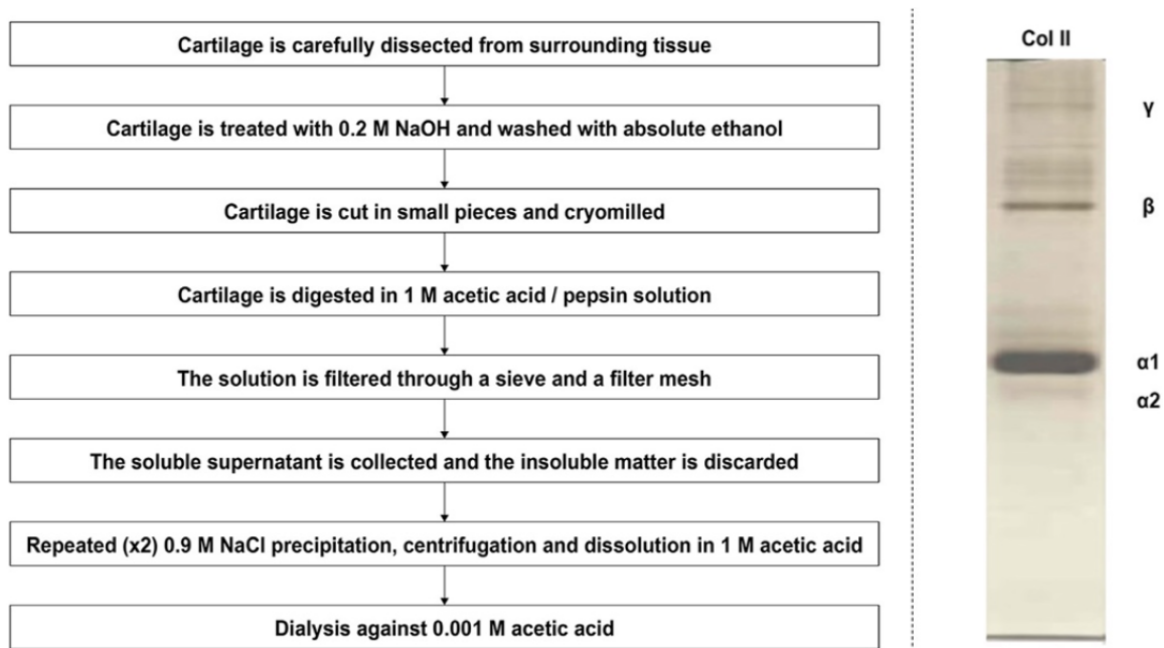 Cartilage is carefully dissected from surrounding tissue
Cartilage is treated with 0.2 M NaOH and washed with absolute ethanol
Cartilage is cut in small pieces and cryomilled
Cartilage is digested in 1 M acetic acid / pepsin solution
The solution is filtered through a sieve and a filter mesh
The soluble supernatant is collected and the insoluble matter is discarded
Repeated (x2) 0.9 M NaCl precipitation, centrifugation and dissolution in 1 M acetic acid
Dialysis against 0.001 M acetic acid
Col II
γ
β
α1
α2